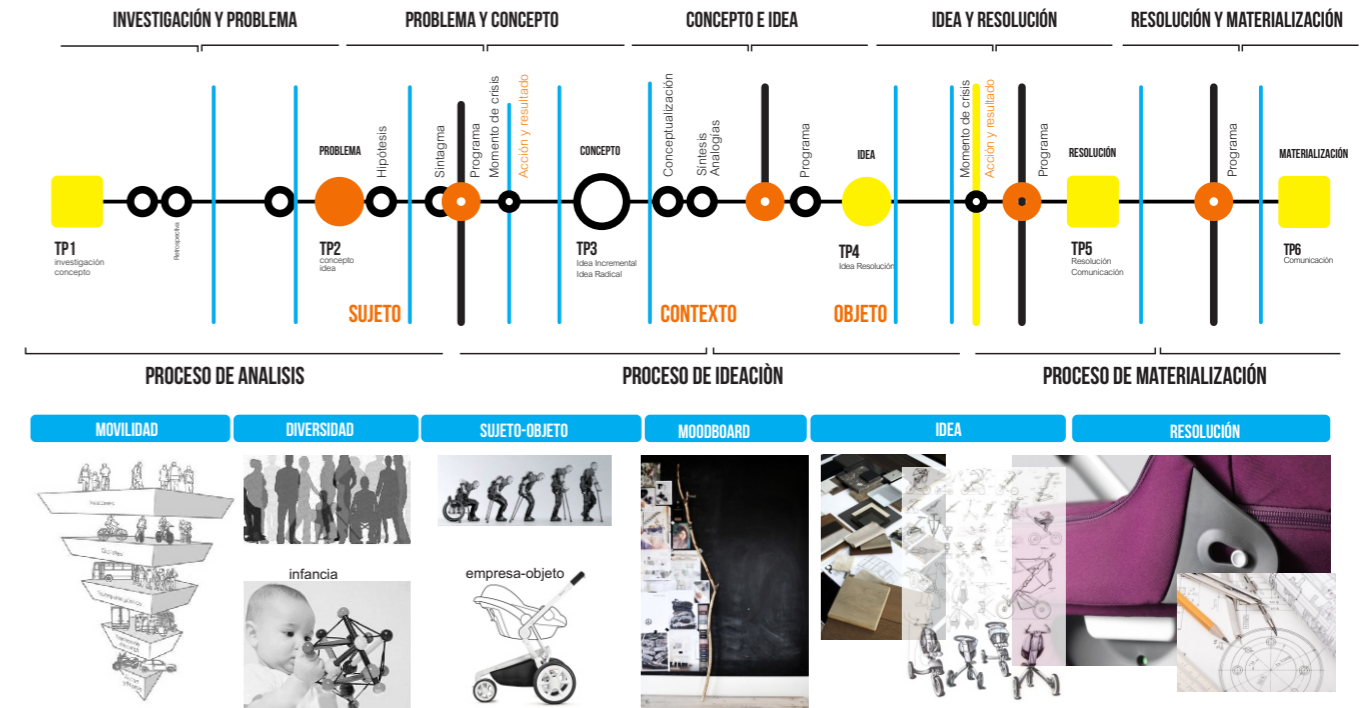 INVESTIGACIÓN Y PROBLEMA
PROBLEMA Y CONCEPTO
CONCEPTO E IDEA
IDEA Y RESOLUCIÓN
RESOLUCIÓN Y MATERIALIZACIÓN
PROBLEMA
Hipótesis
Sintagma
Programa
Momento de crisis
Acción y resultado
CONCEPTO
Conceptualización
Síntesis
Analogías
Programa
IDEA
Momento de crisis
Acción y resultado
Programa
RESOLUCIÓN
Programa
MATERIALIZACIÓN
TP1
investigación
concepto
Retrospectiva
TP2
concepto
idea
TP3
Idea Incremental
Idea Radical
TP4
Idea Resolución
TP5
Resolución
Comunicación
TP6
Comunicación
SUJETO
CONTEXTO
OBJETO
PROCESO DE ANALISIS
PROCESO DE IDEACIÒN
PROCESO DE MATERIALIZACIÓN
MOVILIDAD
DIVERSIDAD
SUJETO-OBJETO
MOODBOARD
IDEA
RESOLUCIÓN
infancia
empresa-objeto